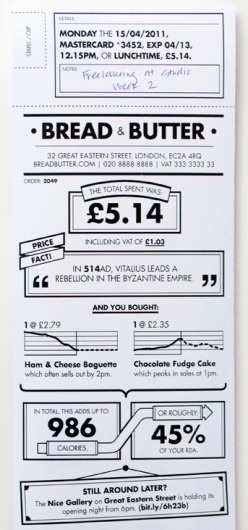 STAPLE / CLIP
DETAILS
MONDAY THE 15/04/2011,
MASTERCARD *3452, EXP 04/13,
12.15PM, OR LUNCHTIME, £5.14.
NOTES
Freelancing at studio
week 2
• BREAD & BUTTER •
32 GREAT EASTERN STREET, LONDON, EC2A 4RQ
BREADBUTTER.COM | 020 8888 8888 | VAT 333 3333 33
ORDER: 2049
THE TOTAL SPENT WAS:
£5.14
INCLUDING VAT OF £1.03
PRICE
FACT!
IN 514AD, VITALIUS LEADS A
“ REBELLION IN THE BYZANTINE EMPIRE. ”
AND YOU BOUGHT:
1 @ £2.79
Ham & Cheese Baguette
which often sells out by 2pm.
1 @ £2.35
Chocolate Fudge Cake
which peaks in sales at 1pm.
IN TOTAL, THIS ADDS UP TO:
986
CALORIES,
OR ROUGHLY:
45%
OF YOUR RDA.
STILL AROUND LATER?
The Nice Gallery on Great Eastern Street is holding its
opening night from 6pm. (bit.ly/6h23b)